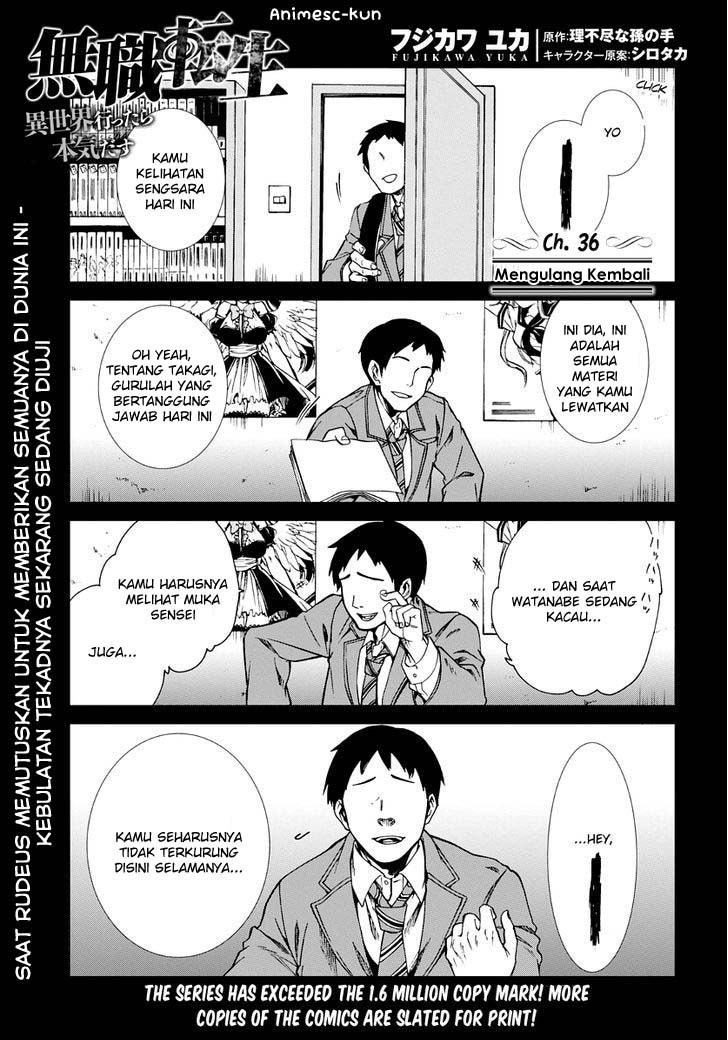 Animesc-kun
無職転生
異世界行ったら
本気だす
フジカワ ユカ
FUJIKAWA YUKA
原作:理不尽な孫の手
キャラクター原案:シロタカ
CLICK
YO
KAMU
KELIHATAN
SENGSARA
HARI INI
Ch. 36
Mengulang Kembali
INI DIA, INI
ADALAH
SEMUA
MATERI
YANG KAMU
LEWATKAN
OH YEAH,
TENTANG TAKAGI,
GURULAH YANG
BERTANGGUNG
JAWAB HARI INI
... DAN SAAT
WATANABE SEDANG
KACAU...
KAMU HARUSNYA
MELIHAT MUKA
SENSEI
JUGA...
...HEY,
KAMU SEHARUSNYA
TIDAK TERKURUNG
DISINI SELAMANYA...
SAAT RUDEUS MEMUTUSKAN UNTUK MEMBERIKAN SEMUANYA DI DUNIA INI -
KEBULATAN TEKADNYA SEKARANG SEDANG DIUJI
THE SERIES HAS EXCEEDED THE 1.6 MILLION COPY MARK! MORE
COPIES OF THE COMICS ARE SLATED FOR PRINT!